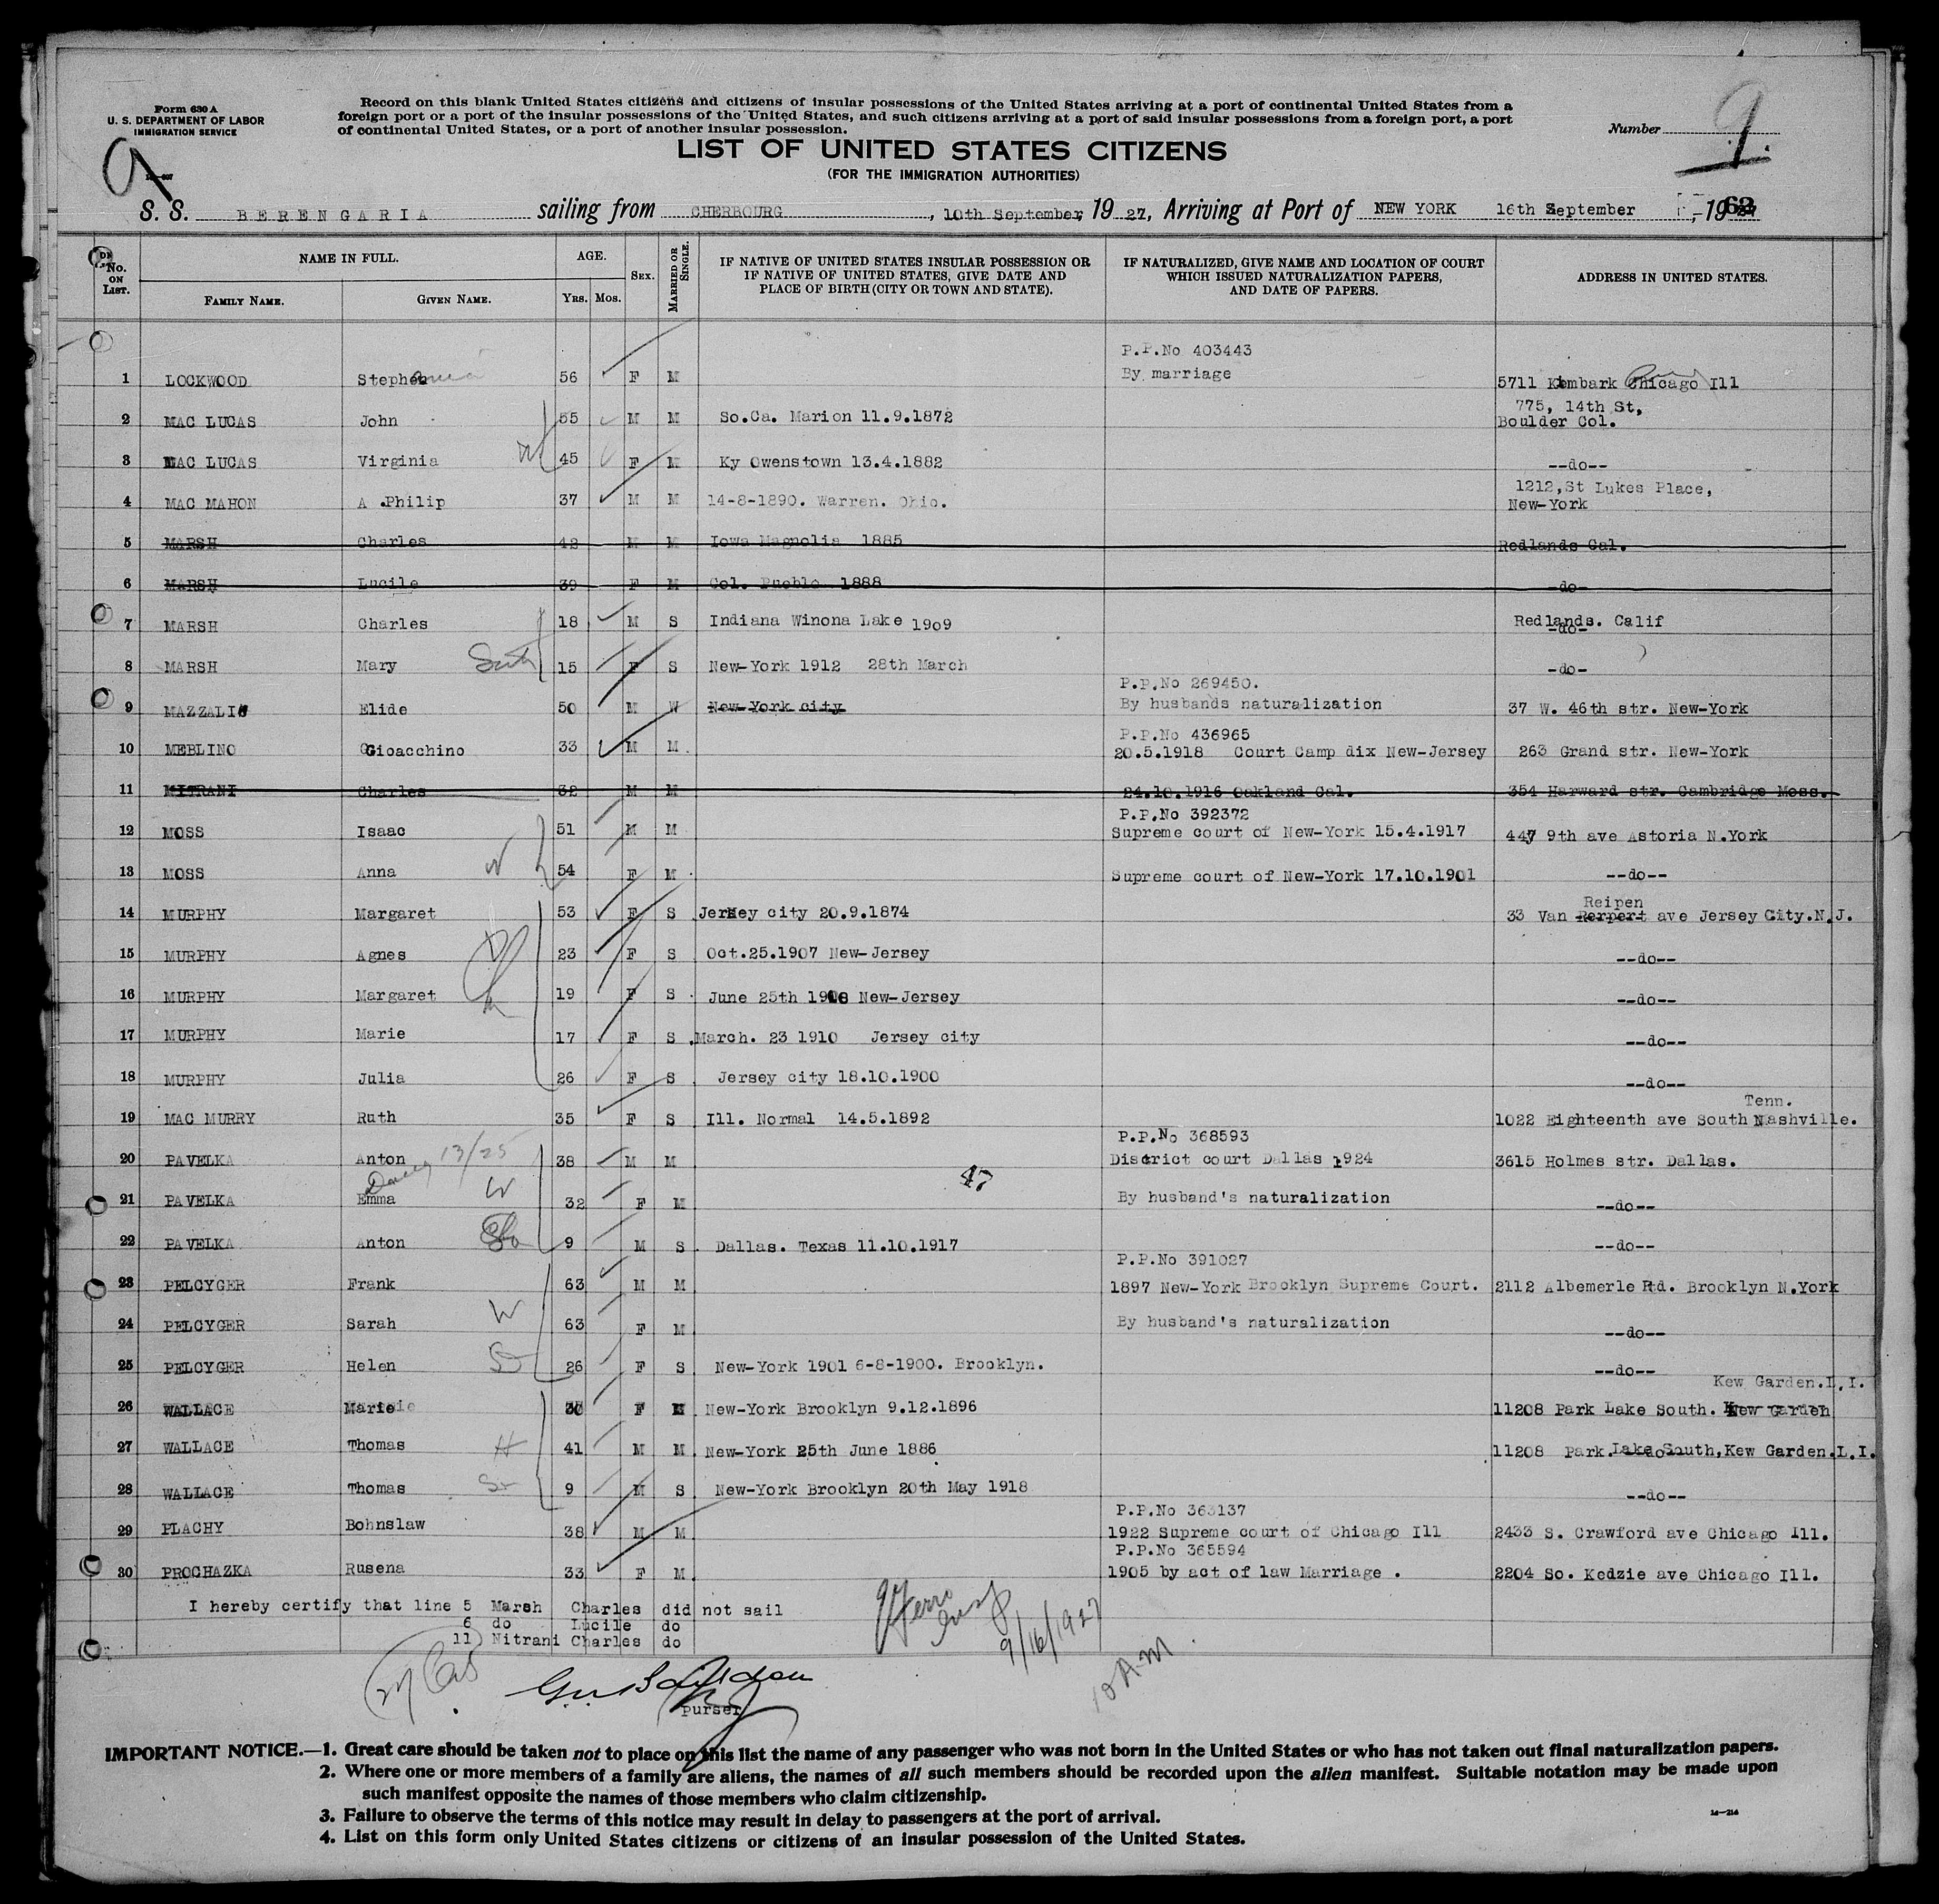 Form 630 A
U. S. DEPARTMENT OF LABOR
IMMIGRATION SERVICE
Record on this blank United States citizens and citizens of insular possessions of the United States arriving at a port of continental United States from a
foreign port or a port of the insular possessions of the United States, and such citizens arriving at a port of said insular possessions from a foreign port, a port
of continental United States, or a port of another insular possession.
Number 9
9
LIST OF UNITED STATES CITIZENS
(FOR THE IMMIGRATION AUTHORITIES)
S. S. BERENGARIA sailing from CHERBOURG, 10th September, 1927, Arriving at Port of NEW YORK 16th September, 1927
62
No. ON LIST. NAME IN FULL. FAMILY NAME. GIVEN NAME. AGE. YRS. MOS. SEX. MARRIED OR SINGLE. IF NATIVE OF UNITED STATES INSULAR POSSESSION OR IF NATIVE OF UNITED STATES, GIVE DATE AND PLACE OF BIRTH (CITY OR TOWN AND STATE). IF NATURALIZED, GIVE NAME AND LOCATION OF COURT WHICH ISSUED NATURALIZATION PAPERS, AND DATE OF PAPERS. ADDRESS IN UNITED STATES.
P.P.No 403443
1 LOCKWOOD Stephania 56 F M By marriage 5711 Kimbark Chicago Ill
775, 14th St,
2 MAC LUCAS John 55 M M So.Ca. Marion 11.9.1872 Boulder Col.
3 MAC LUCAS Virginia W 45 F M Ky Owenstown 13.4.1882 --do--
1212,St Lukes Place,
4 MAC MAHON A .Philip 37 M M 14-8-1890. Warren. Ohio. New-York
5 MARSH Charles 42 M M Iowa Magnolia 1885 Redlands Cal.
6 MARSH Lucile 39 F M Col. Pueblo 1888 -do-
7 MARSH Charles 18 M S Indiana Winona Lake 1909 Redlands. Calif
-do-
8 MARSH Mary 15 F S New-York 1912 28th March -do-
P.P.No 269450.
9 MAZZALI Elide 50 M W New-York city By husbands naturalization 37 W. 46th str. New-York
P.P.No 436965
10 MEBLINO Gioacchino 33 M M 20.5.1918 Court Camp dix New-Jersey 263 Grand str. New-York
11 MITRANI Charles 32 M M 24.10.1916 Oakland Cal. 354 Harward str. Cambridge Moss.
P.P.No 392372
12 MOSS Isaac 51 M M Supreme court of New-York 15.4.1917 447 9th ave Astoria N.York
13 MOSS Anna W 54 F M Supreme court of New-York 17.10.1901 --do--
Reipen
14 MURPHY Margaret 53 F S Jersey city 20.9.1874 33 Van Rerpert ave Jersey City.N.J.
15 MURPHY Agnes 23 F S Oct.25.1907 New-Jersey --do--
16 MURPHY Margaret 19 F S June 25th 1908 New-Jersey --do--
17 MURPHY Marie 17 F S March. 23 1910 Jersey city --do--
18 MURPHY Julia 26 F S Jersey city 18.10.1900 --do--
Tenn.
19 MAC MURRY Ruth 35 F S Ill. Normal 14.5.1892 1022 Eighteenth ave South Nashville.
P.P.No 368593
20 PAVELKA Anton 13/25 38 M M District court Dallas 1924 3615 Holmes str. Dallas.
47
21 PAVELKA Emma W 32 F M By husband's naturalization --do--
22 PAVELKA Anton 9 M S Dallas. Texas 11.10.1917 --do--
P.P.No 391027
23 PELCYGER Frank 63 M M 1897 New-York Brooklyn Supreme Court. 2112 Albemerle Rd. Brooklyn N.York
24 PELCYGER Sarah W 63 F M By husband's naturalization --do--
25 PELCYGER Helen 26 F S New-York 1901 6-8-1900. Brooklyn. --do--
Kew Garden.L.I.
26 WALLACE Marie 30 F M New-York Brooklyn 9.12.1896 11208 Park Lake South. Kew Garden
27 WALLACE Thomas H 41 M M New-York 25th June 1886 11208 Park. Lake South, Kew Garden.L.I.
28 WALLACE Thomas 9 M S New-York Brooklyn 20th May 1918 --do--
P.P.No 363137
29 PLACHY Bohnslaw 38 M M 1922 Supreme court of Chicago Ill 2433 S. Crawford ave Chicago Ill.
P.P.No 365594
30 PROCHAZKA Rusena 33 F M 1905 by act of law Marriage . 2204 So. Kedzie ave Chicago Ill.
I hereby certify that line 5 Marsh Charles did not sail
6 do Lucile do
11 Nitrani Charles do
9/16/1927
10 AM
purser
IMPORTANT NOTICE.—1. Great care should be taken not to place on this list the name of any passenger who was not born in the United States or who has not taken out final naturalization papers.
2. Where one or more members of a family are aliens, the names of all such members should be recorded upon the alien manifest. Suitable notation may be made upon
such manifest opposite the names of those members who claim citizenship.
3. Failure to observe the terms of this notice may result in delay to passengers at the port of arrival.
4. List on this form only United States citizens or citizens of an insular possession of the United States.
14—214